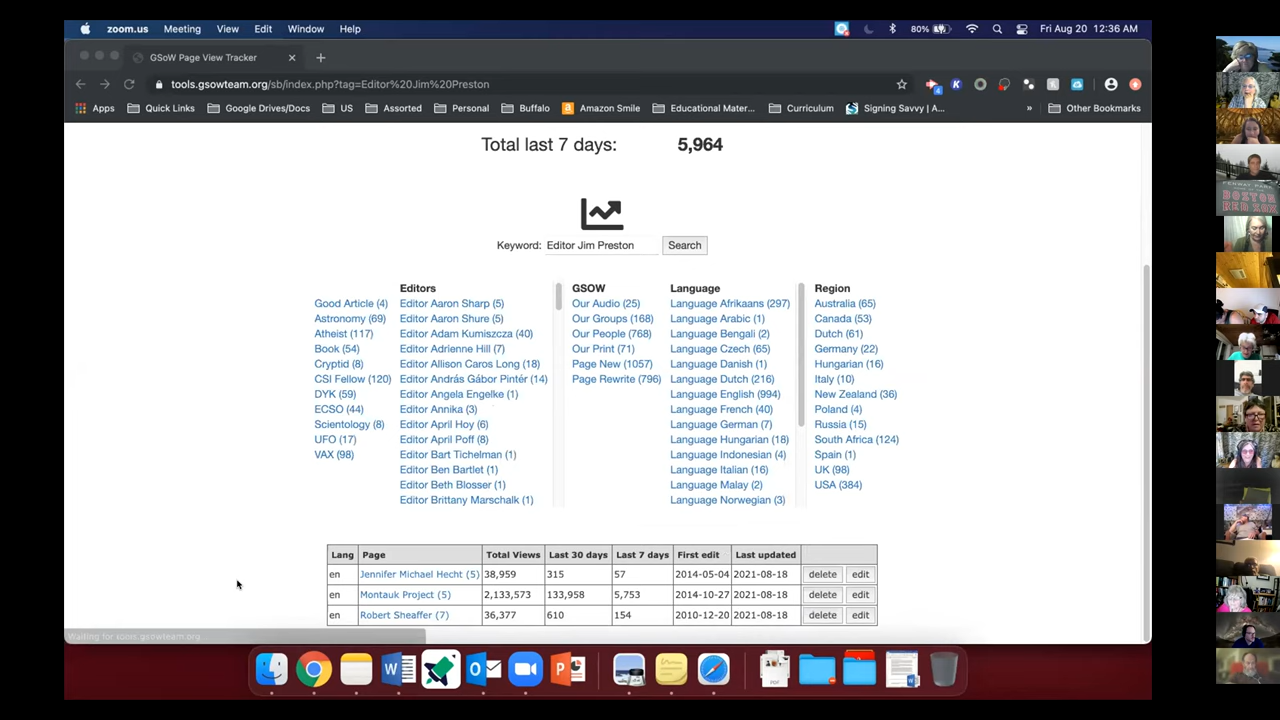 zoom.us Meeting View Edit Window Help 80% Fri Aug 20 12:36 AM
GSoW Page View Tracker
tools.gsowteam.org/sb/index.php?tag=Editor%20Jim%20Preston
Apps Quick Links Google Drives/Docs US Assorted Personal Buffalo Amazon Smile Educational Mater... Curriculum Signing Savvy | A... » Other Bookmarks
Total last 7 days: 5,964
Keyword: Editor Jim Preston Search
Editors GSOW Language Region
Good Article (4) Editor Aaron Sharp (5) Our Audio (25) Language Afrikaans (297) Australia (65)
Astronomy (69) Editor Aaron Shure (5) Our Groups (168) Language Arabic (1) Canada (53)
Atheist (117) Editor Adam Kumiszcza (40) Our People (768) Language Bengali (2) Dutch (61)
Book (54) Editor Adrienne Hill (7) Our Print (71) Language Czech (65) Germany (22)
Cryptid (8) Editor Allison Caros Long (18) Page New (1057) Language Danish (1) Hungarian (16)
CSI Fellow (120) Editor András Gábor Pintér (14) Page Rewrite (796) Language Dutch (216) Italy (10)
DYK (59) Editor Angela Engelke (1) Language English (994) New Zealand (36)
ECSO (44) Editor Annika (3) Language French (40) Poland (4)
Scientology (8) Editor April Hoy (6) Language German (7) Russia (15)
UFO (17) Editor April Poff (8) Language Hungarian (18) South Africa (124)
VAX (98) Editor Bart Tichelman (1) Language Indonesian (4) Spain (1)
Editor Ben Bartlet (1) Language Italian (16) UK (98)
Editor Beth Blosser (1) Language Malay (2) USA (384)
Editor Brittany Marschalk (1) Language Norwegian (3)
Lang Page Total Views Last 30 days Last 7 days First edit Last updated
en Jennifer Michael Hecht (5) 38,959 315 57 2014-05-04 2021-08-18 delete edit
en Montauk Project (5) 2,133,573 133,958 5,753 2014-10-27 2021-08-18 delete edit
en Robert Sheaffer (7) 36,377 610 154 2010-12-20 2021-08-18 delete edit
Waiting for tools.gsowteam.org...
FENWAY PARK
BOSTON
RED SOX